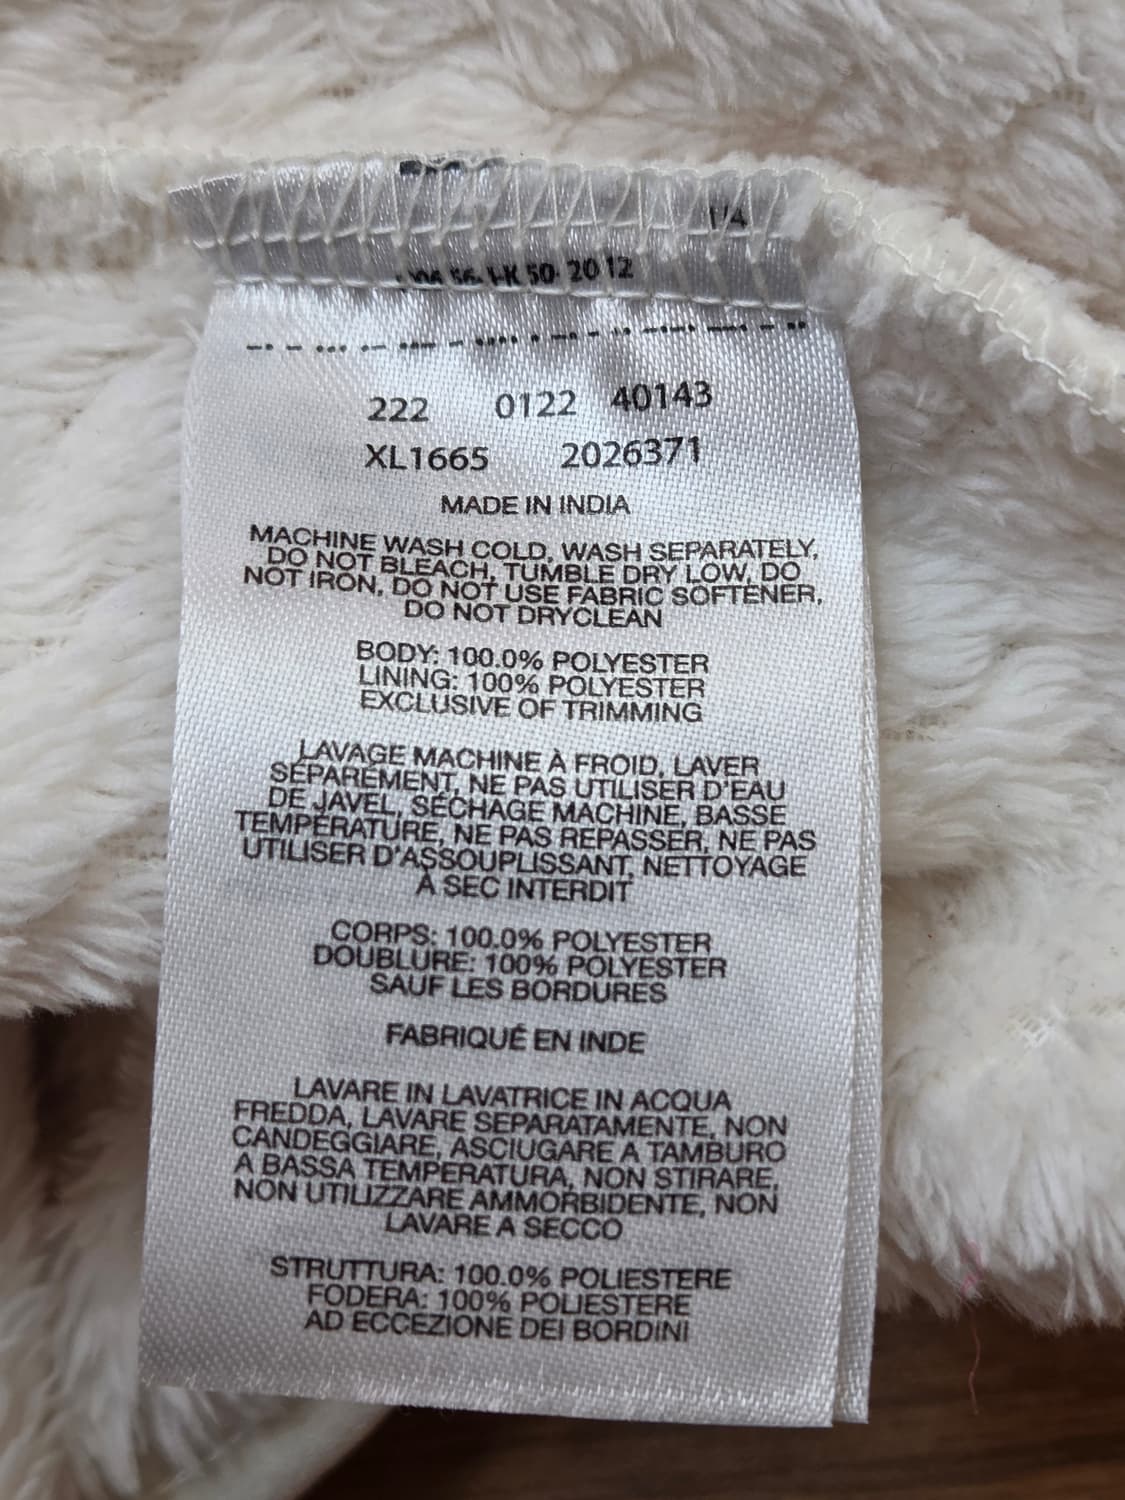 1/4
50· 2012
222 0122 40143
XL1665 2026371
MADE IN INDIA
MACHINE WASH COLD, WASH SEPARATELY,
DO NOT BLEACH, TUMBLE DRY LOW, DO
NOT IRON, DO NOT USE FABRIC SOFTENER,
DO NOT DRYCLEAN
BODY: 100.0% POLYESTER
LINING: 100% POLYESTER
EXCLUSIVE OF TRIMMING
LAVAGE MACHINE À FROID, LAVER
SÉPARÉMENT, NE PAS UTILISER D'EAU
DE JAVEL, SÉCHAGE MACHINE, BASSE
TEMPÉRATURE, NE PAS REPASSER, NE PAS
UTILISER D'ASSOUPLISSANT, NETTOYAGE
À SEC INTERDIT
CORPS: 100.0% POLYESTER
DOUBLURE: 100% POLYESTER
SAUF LES BORDURES
FABRIQUÉ EN INDE
LAVARE IN LAVATRICE IN ACQUA
FREDDA, LAVARE SEPARATAMENTE, NON
CANDEGGIARE, ASCIUGARE A TAMBURO
A BASSA TEMPERATURA, NON STIRARE,
NON UTILIZZARE AMMORBIDENTE, NON
LAVARE A SECCO
STRUTTURA: 100.0% POLIESTERE
FODERA: 100% POLIESTERE
AD ECCEZIONE DEI BORDINI